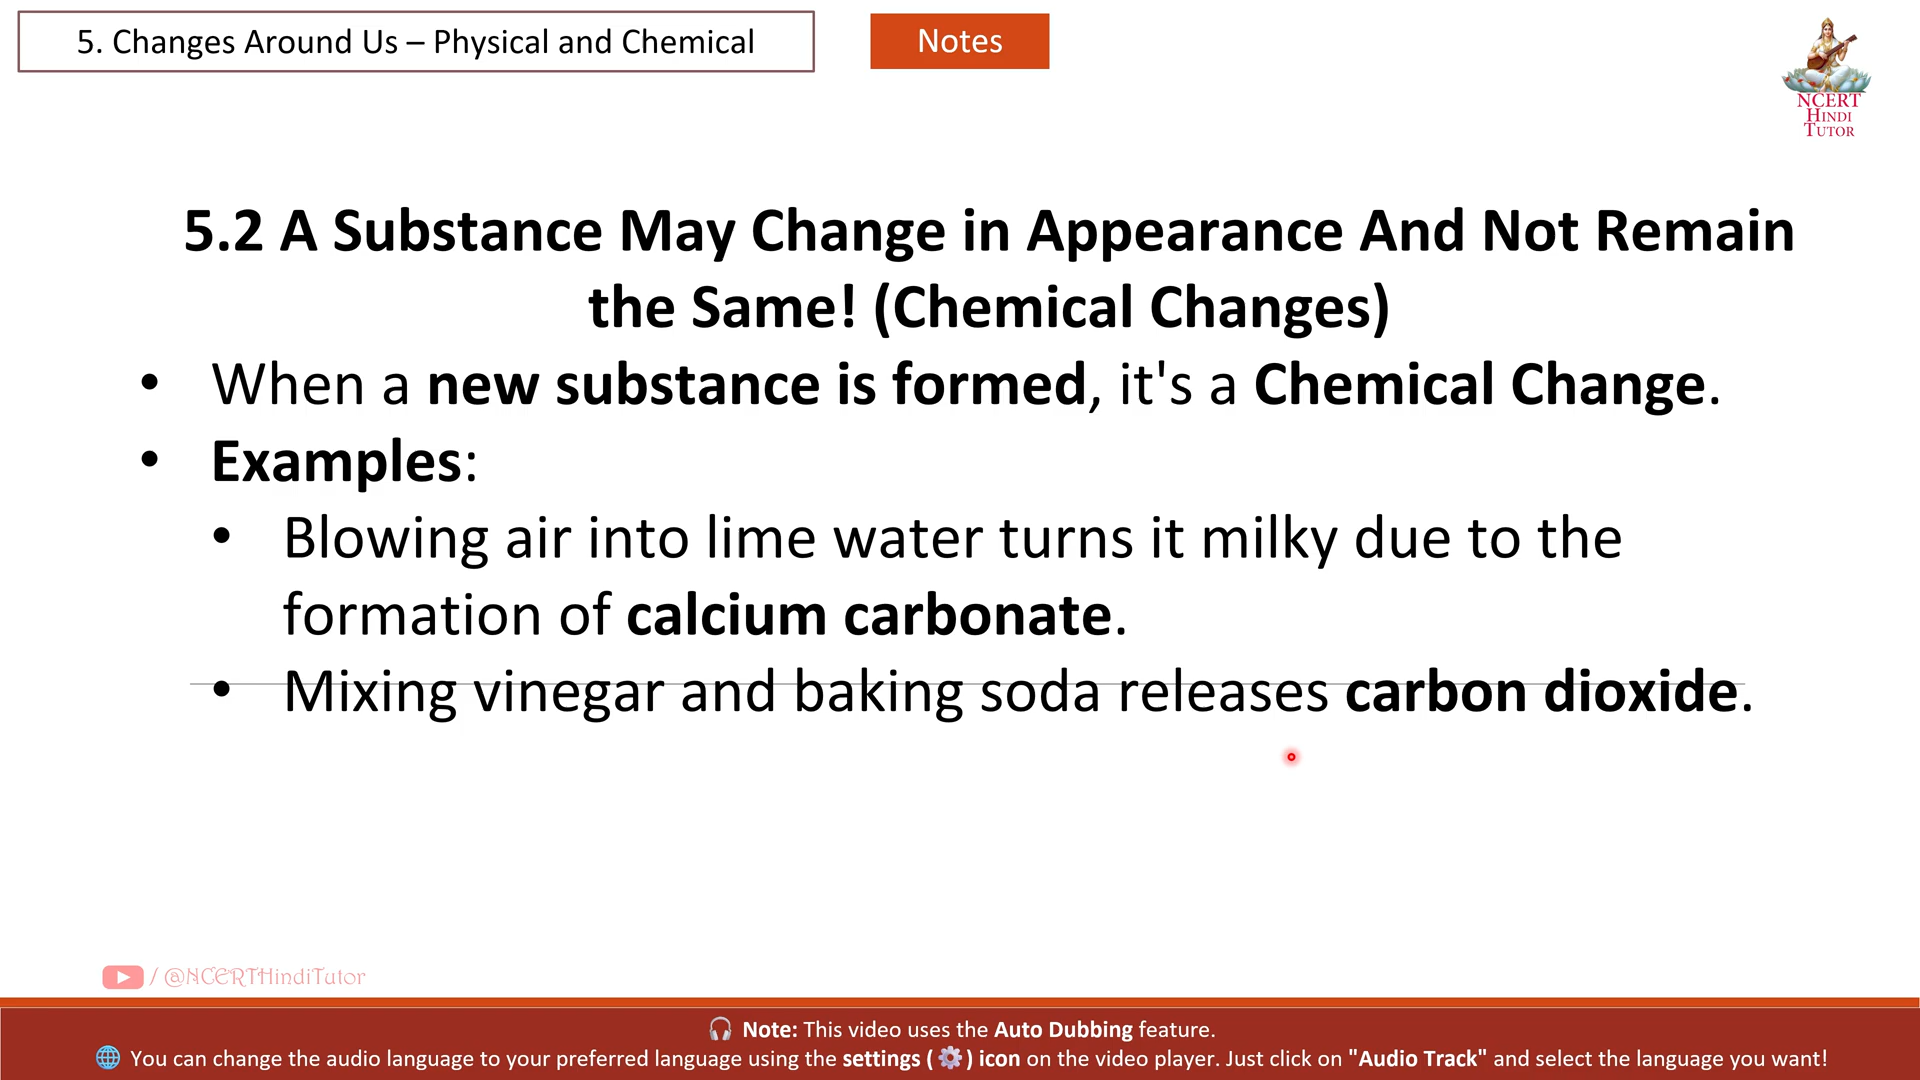 5. Changes Around Us – Physical and Chemical
Notes
NCERT
HINDI
TUTOR
5.2 A Substance May Change in Appearance And Not Remain
the Same! (Chemical Changes)
• When a new substance is formed, it's a Chemical Change.
• Examples:
• Blowing air into lime water turns it milky due to the
formation of calcium carbonate.
• Mixing vinegar and baking soda releases carbon dioxide.
/ @NCERTHindiTutor
🎧 Note: This video uses the Auto Dubbing feature.
🌐 You can change the audio language to your preferred language using the settings ( ⚙️ ) icon on the video player. Just click on "Audio Track" and select the language you want!